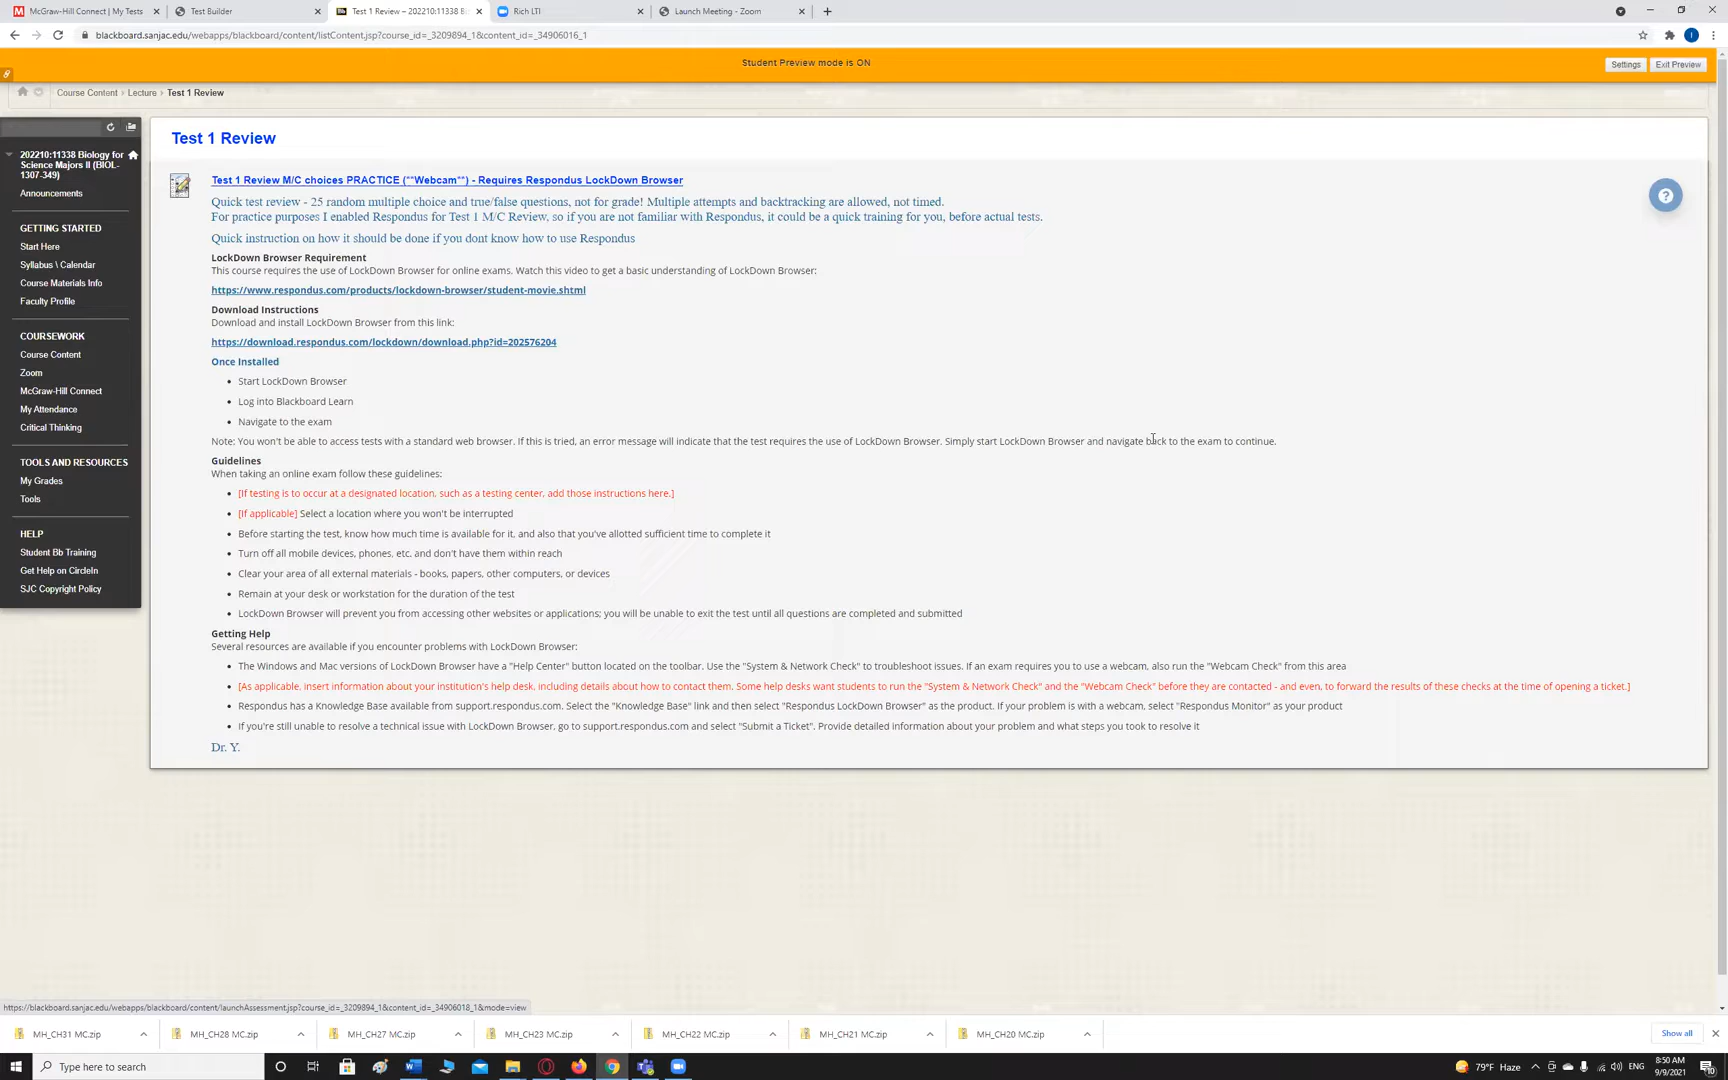 McGraw-Hill Connect | My Tests
Test Builder
Test 1 Review – 202210:11338 B
Rich LTI
Launch Meeting - Zoom
blackboard.sanjac.edu/webapps/blackboard/content/listContent.jsp?course_id=_3209894_1&content_id=_34906016_1
Student Preview mode is ON
Settings
Exit Preview
Course Content
Lecture
Test 1 Review
202210:11338 Biology for
Science Majors II (BIOL-
1307-349)
Announcements
GETTING STARTED
Start Here
Syllabus \ Calendar
Course Materials Info
Faculty Profile
COURSEWORK
Course Content
Zoom
McGraw-Hill Connect
My Attendance
Critical Thinking
TOOLS AND RESOURCES
My Grades
Tools
HELP
Student Bb Training
Get Help on CircleIn
SJC Copyright Policy
Test 1 Review
Test 1 Review M/C choices PRACTICE (**Webcam**) - Requires Respondus LockDown Browser
Quick test review - 25 random multiple choice and true/false questions, not for grade! Multiple attempts and backtracking are allowed, not timed.
For practice purposes I enabled Respondus for Test 1 M/C Review, so if you are not familiar with Respondus, it could be a quick training for you, before actual tests.
Quick instruction on how it should be done if you dont know how to use Respondus
LockDown Browser Requirement
This course requires the use of LockDown Browser for online exams. Watch this video to get a basic understanding of LockDown Browser:
https://www.respondus.com/products/lockdown-browser/student-movie.shtml
Download Instructions
Download and install LockDown Browser from this link:
https://download.respondus.com/lockdown/download.php?id=202576204
Once Installed
• Start LockDown Browser
• Log into Blackboard Learn
• Navigate to the exam
Note: You won't be able to access tests with a standard web browser. If this is tried, an error message will indicate that the test requires the use of LockDown Browser. Simply start LockDown Browser and navigate back to the exam to continue.
Guidelines
When taking an online exam follow these guidelines:
• [If testing is to occur at a designated location, such as a testing center, add those instructions here.]
• [If applicable] Select a location where you won't be interrupted
• Before starting the test, know how much time is available for it, and also that you've allotted sufficient time to complete it
• Turn off all mobile devices, phones, etc. and don't have them within reach
• Clear your area of all external materials - books, papers, other computers, or devices
• Remain at your desk or workstation for the duration of the test
• LockDown Browser will prevent you from accessing other websites or applications; you will be unable to exit the test until all questions are completed and submitted
Getting Help
Several resources are available if you encounter problems with LockDown Browser:
• The Windows and Mac versions of LockDown Browser have a "Help Center" button located on the toolbar. Use the "System & Network Check" to troubleshoot issues. If an exam requires you to use a webcam, also run the "Webcam Check" from this area
• [As applicable, insert information about your institution's help desk, including details about how to contact them. Some help desks want students to run the "System & Network Check" and the "Webcam Check" before they are contacted - and even, to forward the results of these checks at the time of opening a ticket.]
• Respondus has a Knowledge Base available from support.respondus.com. Select the "Knowledge Base" link and then select "Respondus LockDown Browser" as the product. If your problem is with a webcam, select "Respondus Monitor" as your product
• If you're still unable to resolve a technical issue with LockDown Browser, go to support.respondus.com and select "Submit a Ticket". Provide detailed information about your problem and what steps you took to resolve it
Dr. Y.
https://blackboard.sanjac.edu/webapps/blackboard/content/launchAssessment.jsp?course_id=_3209894_1&content_id=_34906018_1&mode=view
MH_CH31 MC.zip
MH_CH28 MC.zip
MH_CH27 MC.zip
MH_CH23 MC.zip
MH_CH22 MC.zip
MH_CH21 MC.zip
MH_CH20 MC.zip
Show all
Type here to search
79°F Haze
ENG
8:50 AM
9/9/2021